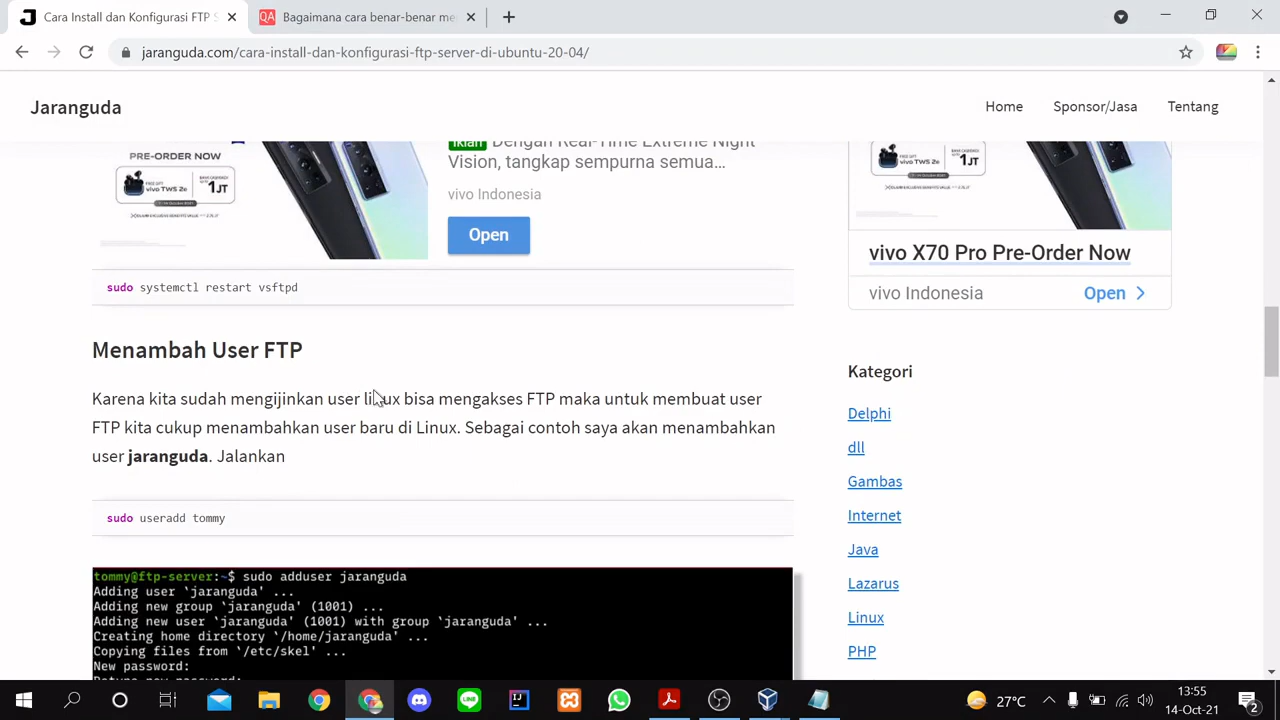 Cara Install dan Konfigurasi FTP S
Bagaimana cara benar-benar me
jaranguda.com/cara-install-dan-konfigurasi-ftp-server-di-ubuntu-20-04/
Jaranguda
Home
Sponsor/Jasa
Tentang
PRE-ORDER NOW
1JT
Iklan Dengan Real-Time Extreme Night
Vision, tangkap sempurna semua...
vivo Indonesia
Open
1JT
vivo X70 Pro Pre-Order Now
vivo Indonesia
Open
sudo systemctl restart vsftpd
Menambah User FTP
Karena kita sudah mengijinkan user linux bisa mengakses FTP maka untuk membuat user
FTP kita cukup menambahkan user baru di Linux. Sebagai contoh saya akan menambahkan
user jaranguda. Jalankan
sudo useradd tommy
tommy@ftp-server:~$ sudo adduser jaranguda
Adding user `jaranguda' ...
Adding new group `jaranguda' (1001) ...
Adding new user `jaranguda' (1001) with group `jaranguda' ...
Creating home directory `/home/jaranguda' ...
Copying files from `/etc/skel' ...
New password:
Kategori
Delphi
dll
Gambas
Internet
Java
Lazarus
Linux
PHP
27°C
13:55
14-Oct-21
2